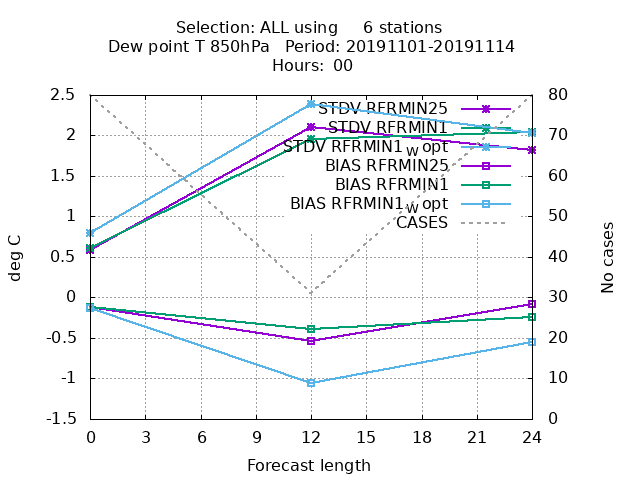 Selection: ALL using     6 stations
Dew point T 850hPa   Period: 20191101-20191114
Hours:  00
2.5
2
1.5
1
0.5
0
-0.5
-1
-1.5
deg C
80
70
60
50
40
30
20
10
0
No cases
STDV RFRMIN25
STDV RFRMIN1
STDV RFRMIN1_W opt
BIAS RFRMIN25
BIAS RFRMIN1
BIAS RFRMIN1_W opt
CASES
0 3 6 9 12 15 18 21 24
Forecast length